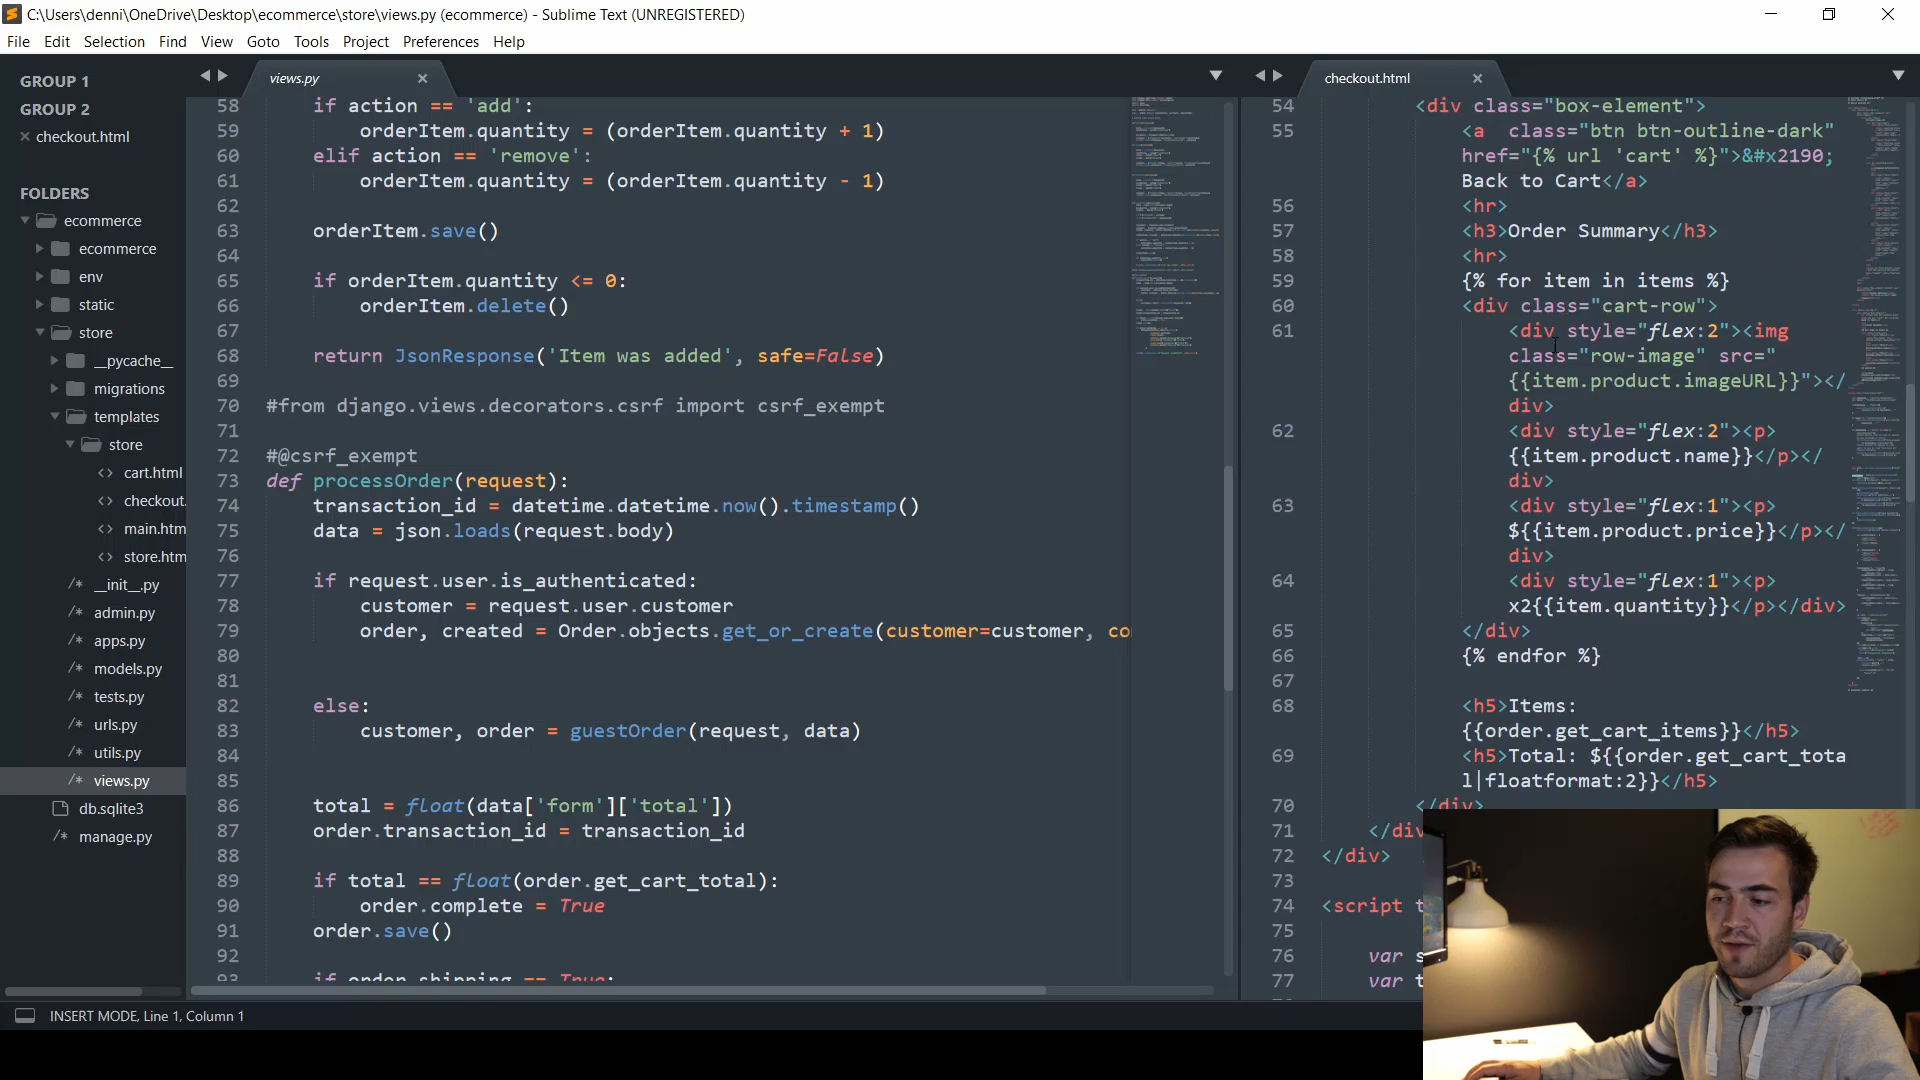 C:\Users\denni\OneDrive\Desktop\ecommerce\store\views.py (ecommerce) - Sublime Text (UNREGISTERED)
File Edit Selection Find View Goto Tools Project Preferences Help
GROUP 1
GROUP 2
checkout.html
FOLDERS
ecommerce
ecommerce
env
static
store
__pycache__
migrations
templates
store
cart.html
checkout.
main.htm
store.htm
__init__.py
admin.py
apps.py
models.py
tests.py
urls.py
utils.py
views.py
db.sqlite3
manage.py
views.py
58 if action == 'add':
59 orderItem.quantity = (orderItem.quantity + 1)
60 elif action == 'remove':
61 orderItem.quantity = (orderItem.quantity - 1)
62
63 orderItem.save()
64
65 if orderItem.quantity <= 0:
66 orderItem.delete()
67
68 return JsonResponse('Item was added', safe=False)
69
70 #from django.views.decorators.csrf import csrf_exempt
71
72 #@csrf_exempt
73 def processOrder(request):
74 transaction_id = datetime.datetime.now().timestamp()
75 data = json.loads(request.body)
76
77 if request.user.is_authenticated:
78 customer = request.user.customer
79 order, created = Order.objects.get_or_create(customer=customer, co
80
81
82 else:
83 customer, order = guestOrder(request, data)
84
85
86 total = float(data['form']['total'])
87 order.transaction_id = transaction_id
88
89 if total == float(order.get_cart_total):
90 order.complete = True
91 order.save()
92
93 if order.shipping == True:
checkout.html
54 <div class="box-element">
55 <a  class="btn btn-outline-dark"
href="{% url 'cart' %}">&#x2190;
Back to Cart</a>
56 <hr>
57 <h3>Order Summary</h3>
58 <hr>
59 {% for item in items %}
60 <div class="cart-row">
61 <div style="flex:2"><img
class="row-image" src="
{{item.product.imageURL}}"></
div>
62 <div style="flex:2"><p>
{{item.product.name}}</p></
div>
63 <div style="flex:1"><p>
${{item.product.price}}</p></
div>
64 <div style="flex:1"><p>
x2{{item.quantity}}</p></div>
65 </div>
66 {% endfor %}
67
68 <h5>Items:
{{order.get_cart_items}}</h5>
69 <h5>Total: ${{order.get_cart_tota
l|floatformat:2}}</h5>
70 </div>
71 </div
72 </div>
73
74 <script t
75
76 var s
77 var t
INSERT MODE, Line 1, Column 1